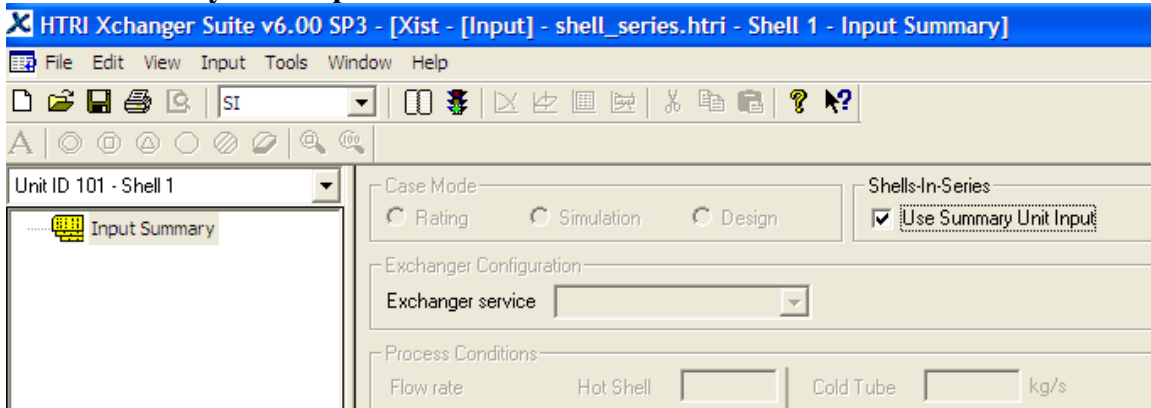 HTRI Xchanger Suite v6.00 SP3 - [Xist - [Input] - shell_series.htri - Shell 1 - Input Summary]
File Edit View Input Tools Window Help
SI
A 100
Unit ID 101 - Shell 1
Input Summary
Case Mode
Rating Simulation Design
Shells-In-Series
Use Summary Unit Input
Exchanger Configuration
Exchanger service
Process Conditions
Flow rate Hot Shell Cold Tube kg/s